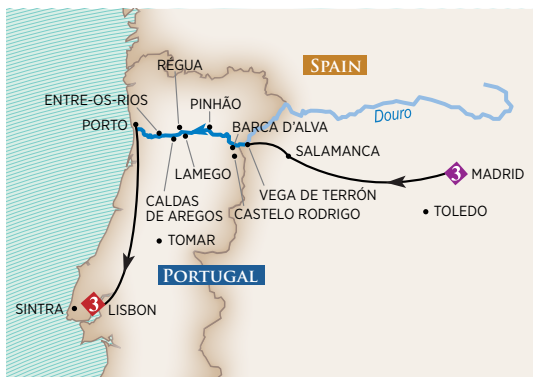 SPAIN
RÉGUA
ENTRE-OS-RIOS
PINHÃO
Douro
PORTO
BARCA D'ALVA
SALAMANCA
LAMEGO
MADRID
VEGA DE TERRÓN
CALDAS
DE AREGOS
CASTELO RODRIGO
TOLEDO
TOMAR
PORTUGAL
SINTRA
LISBON
3
3